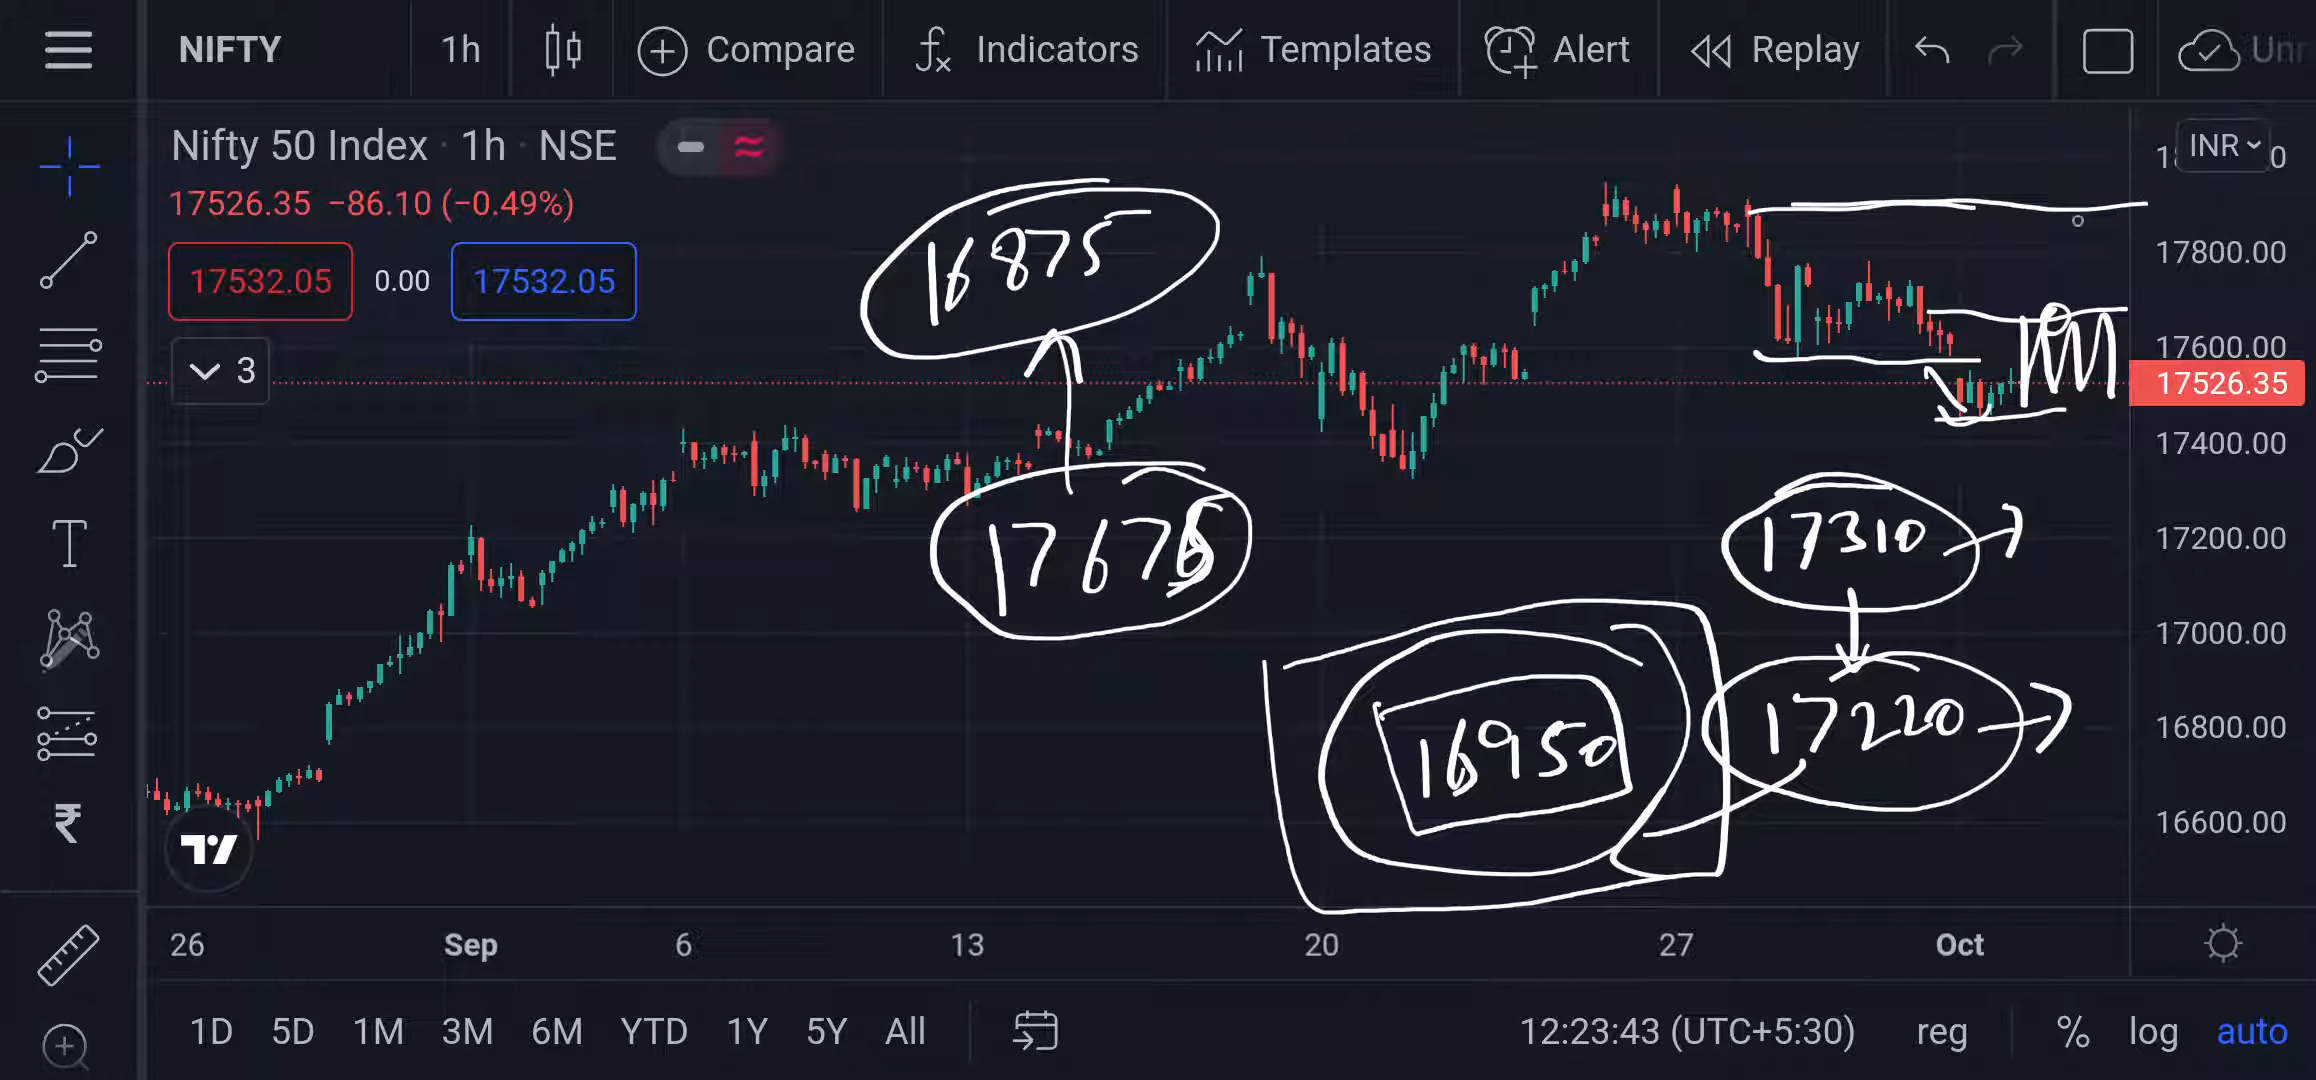 NIFTY 1h Compare Indicators Templates Alert Replay Unr
Nifty 50 Index · 1h · NSE
INR
17526.35 −86.10 (−0.49%)
17532.05 0.00 17532.05
3
16875
17800.00
17600.00
17526.35
17400.00
17310
17200.00
17000.00
17220
16950
16800.00
16600.00
₹
T
26 Sep 6 13 20 27 Oct
1D 5D 1M 3M 6M YTD 1Y 5Y All
12:23:43 (UTC+5:30) reg % log auto